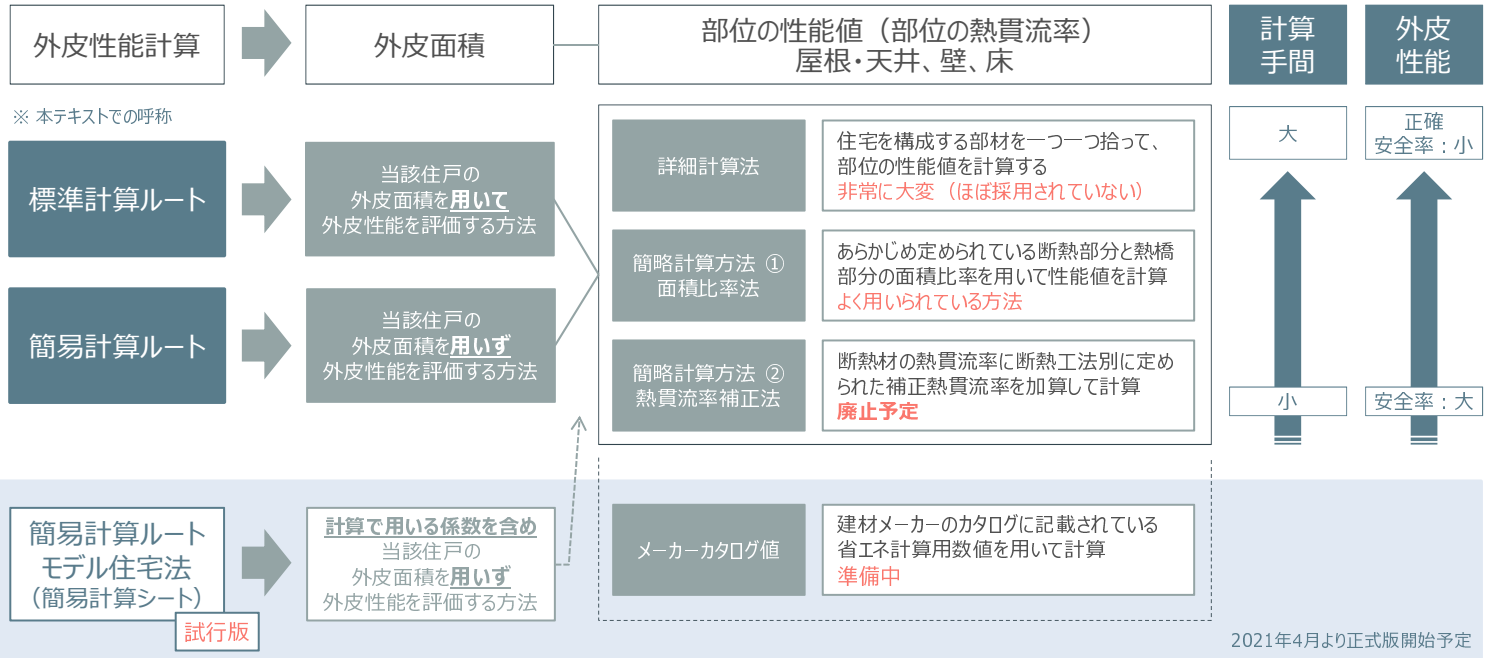 外皮性能計算
外皮面積
部位の性能値（部位の熱貫流率）
屋根・天井、壁、床
計算
手間
外皮
性能
※ 本テキストでの呼称
標準計算ルート
当該住戸の
外皮面積を用いて
外皮性能を評価する方法
簡易計算ルート
当該住戸の
外皮面積を用いず
外皮性能を評価する方法
詳細計算法
住宅を構成する部材を一つ一つ拾って、
部位の性能値を計算する
非常に大変（ほぼ採用されていない）
簡略計算方法 ①
面積比率法
あらかじめ定められている断熱部分と熱橋
部分の面積比率を用いて性能値を計算
よく用いられている方法
簡略計算方法 ②
熱貫流率補正法
断熱材の熱貫流率に断熱工法別に定め
られた補正熱貫流率を加算して計算
廃止予定
大
正確
安全率：小
小
安全率：大
簡易計算ルート
モデル住宅法
（簡易計算シート）
試行版
計算で用いる係数を含め
当該住戸の
外皮面積を用いず
外皮性能を評価する方法
メーカーカタログ値
建材メーカーのカタログに記載されている
省エネ計算用数値を用いて計算
準備中
2021年4月より正式版開始予定